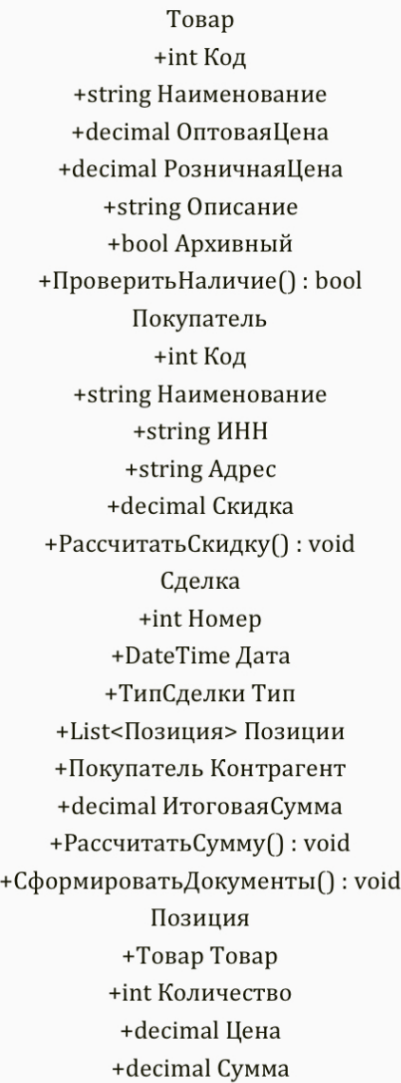 Товар
+int Код
+string Наименование
+decimal ОптоваяЦена
+decimal РозничнаяЦена
+string Описание
+bool Архивный
+ПроверитьНаличие() : bool
Покупатель
+int Код
+string Наименование
+string ИНН
+string Адрес
+decimal Скидка
+РассчитатьСкидку() : void
Сделка
+int Номер
+DateTime Дата
+ТипСделки Тип
+List<Позиция> Позиции
+Покупатель Контрагент
+decimal ИтоговаяСумма
+РассчитатьСумму() : void
+СформироватьДокументы() : void
Позиция
+Товар Товар
+int Количество
+decimal Цена
+decimal Сумма